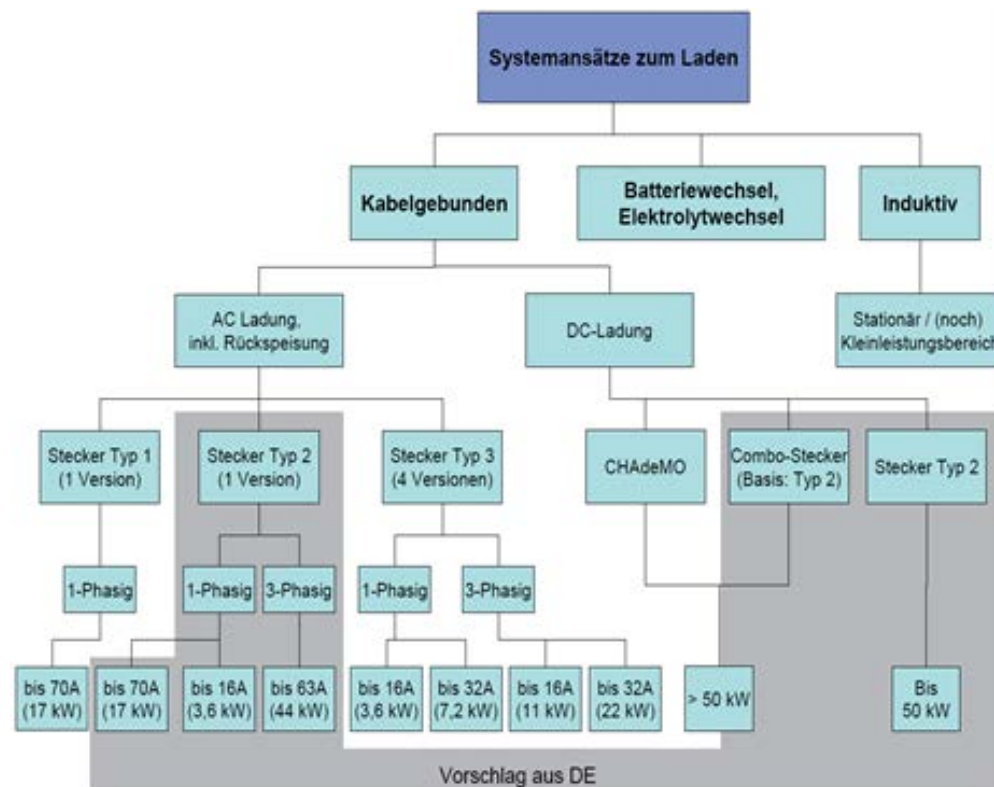 Systemansätze zum Laden
Kabelgebunden
Batteriewechsel,
Elektrolytwechsel
Induktiv
AC Ladung,
inkl. Rückspeisung
DC-Ladung
Stationär / (noch)
Kleinleistungsbereich
Stecker Typ 1
(1 Version)
Stecker Typ 2
(1 Version)
Stecker Typ 3
(4 Versionen)
CHAdeMO
Combo-Stecker
(Basis: Typ 2)
Stecker Typ 2
1-Phasig
1-Phasig
3-Phasig
1-Phasig
3-Phasig
bis 70A
(17 kW)
bis 70A
(17 kW)
bis 16A
(3,6 kW)
bis 63A
(44 kW)
bis 16A
(3,6 kW)
bis 32A
(7,2 kW)
bis 16A
(11 kW)
bis 32A
(22 kW)
> 50 kW
Bis
50 kW
Vorschlag aus DE